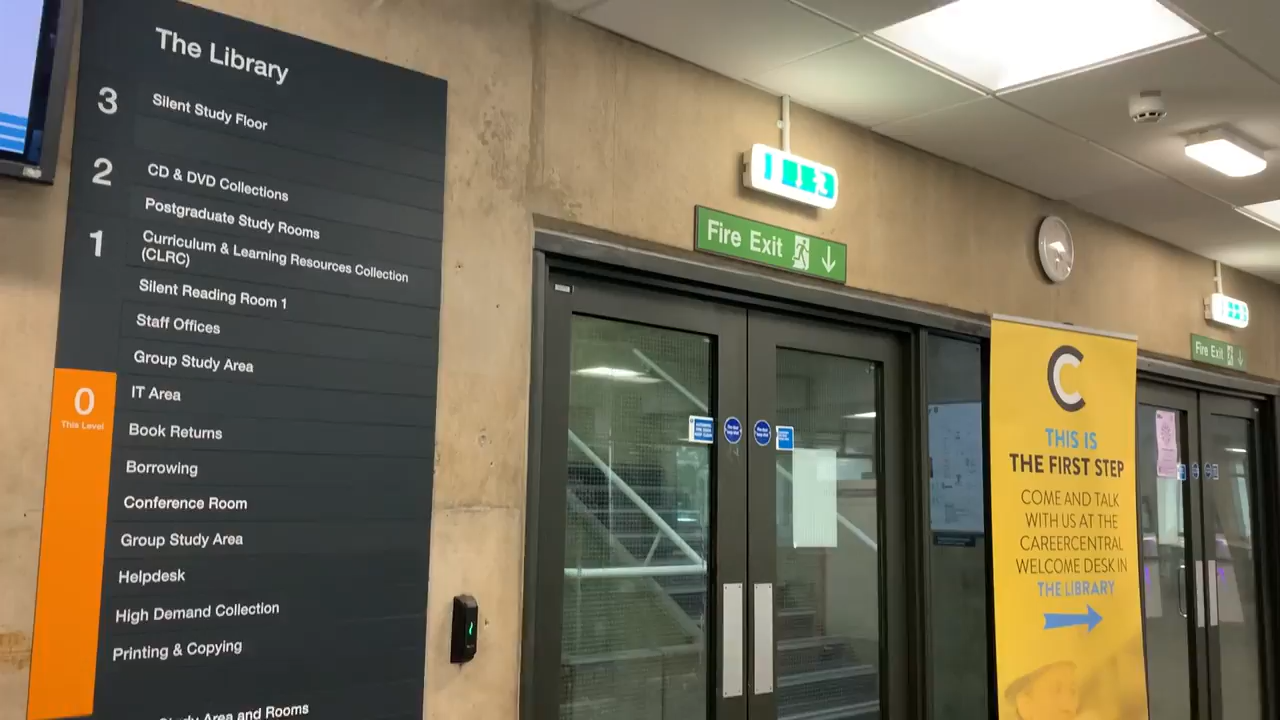 The Library
3
Silent Study Floor
2
CD & DVD Collections
Postgraduate Study Rooms
1
Curriculum & Learning Resources Collection
(CLRC)
Silent Reading Room 1
Staff Offices
Group Study Area
0
This Level
IT Area
Book Returns
Borrowing
Conference Room
Group Study Area
Helpdesk
High Demand Collection
Printing & Copying
Study Area and Rooms
Fire Exit
Fire Exit
C
THIS IS
THE FIRST STEP
COME AND TALK
WITH US AT THE
CAREERCENTRAL
WELCOME DESK IN
THE LIBRARY